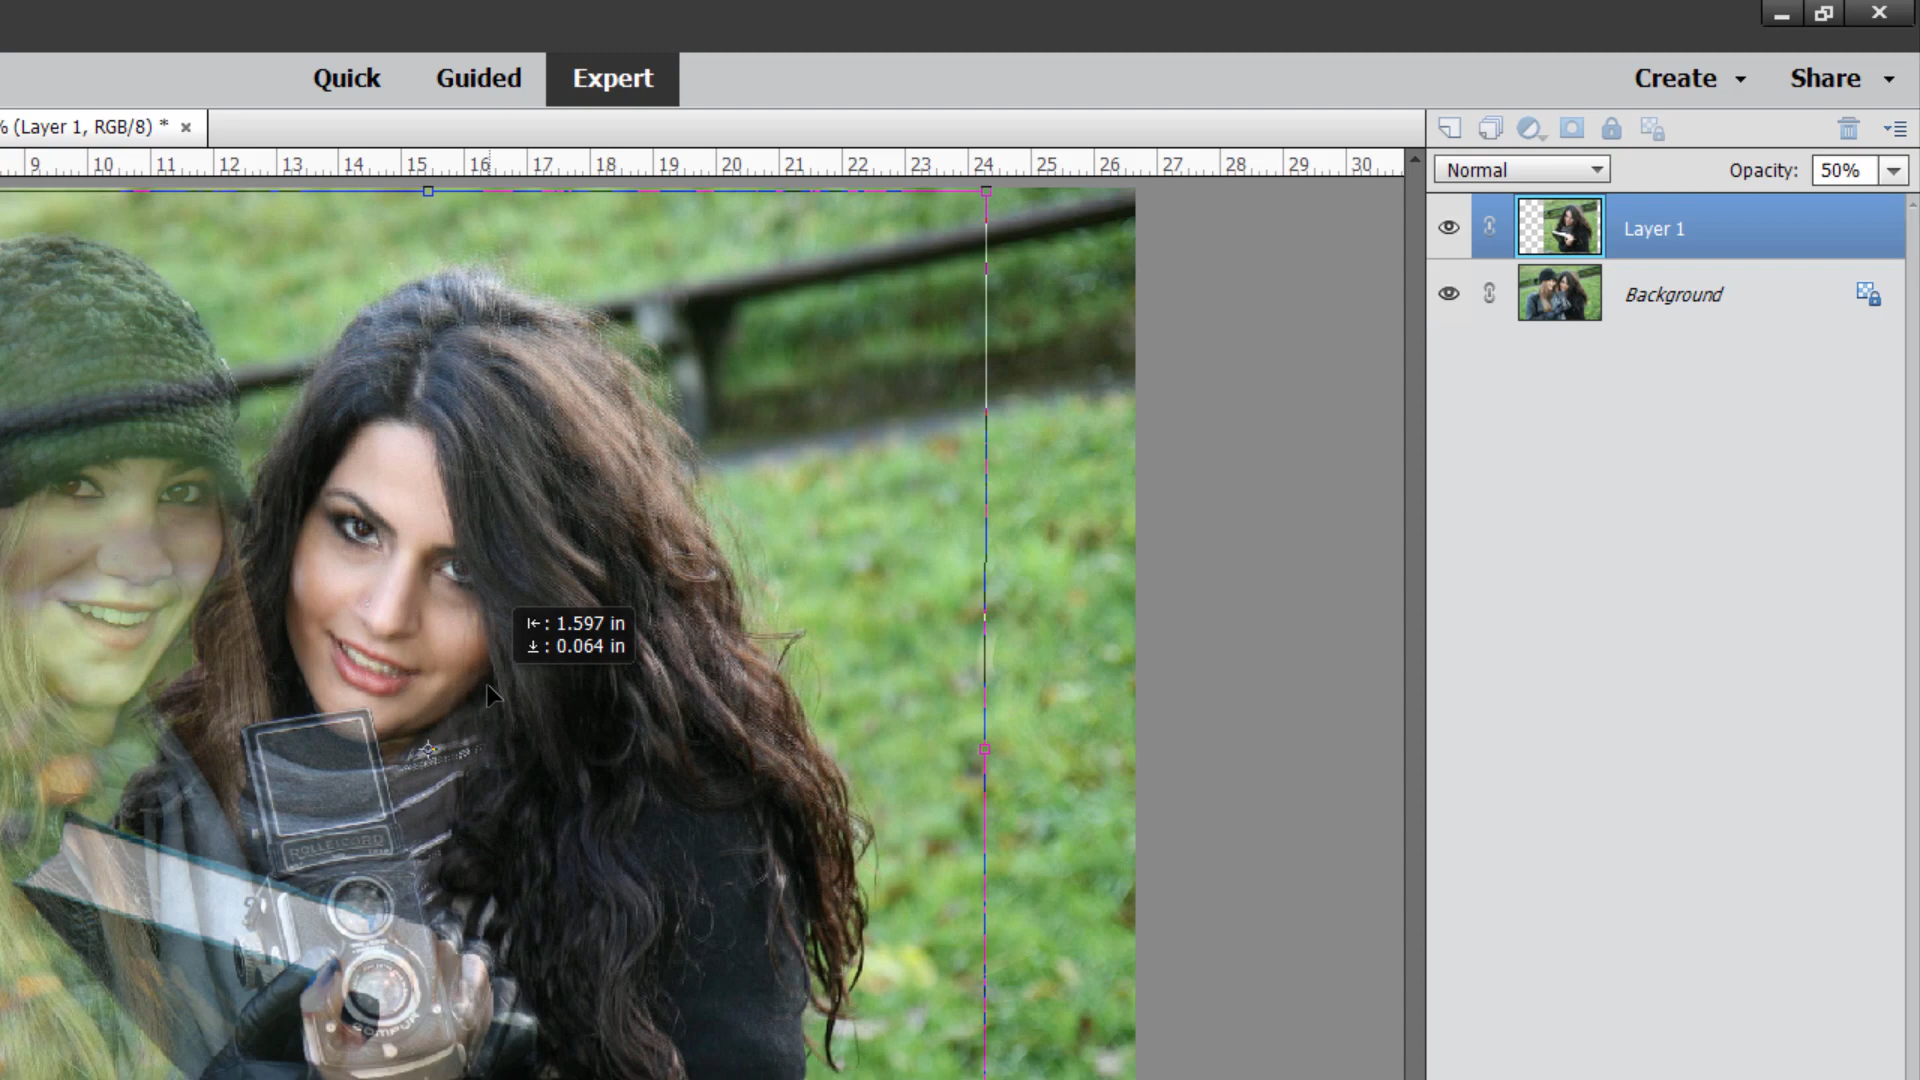 Quick Guided Expert Create Share
% (Layer 1, RGB/8) * ×
9 10 11 12 13 14 15 16 17 18 19 20 21 22 23 24 25 26 27 28 29 30
Normal Opacity: 50%
Layer 1
Background
: 1.597 in
: 0.064 in
ROLLEICORD
COMPUR